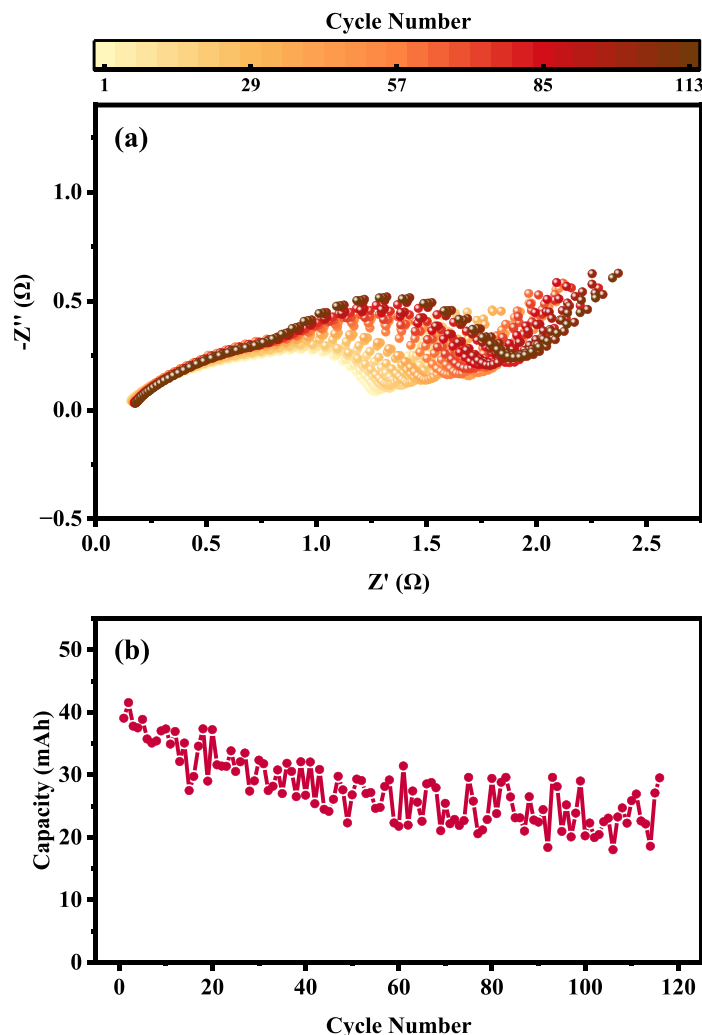 Cycle Number
1 29 57 85 113
(a)
1.0
0.5
0.0
−0.5
-Z'' (Ω)
0.0 0.5 1.0 1.5 2.0 2.5
Z' (Ω)
(b)
50
40
30
20
10
0
Capacity (mAh)
0 20 40 60 80 100 120
Cycle Number